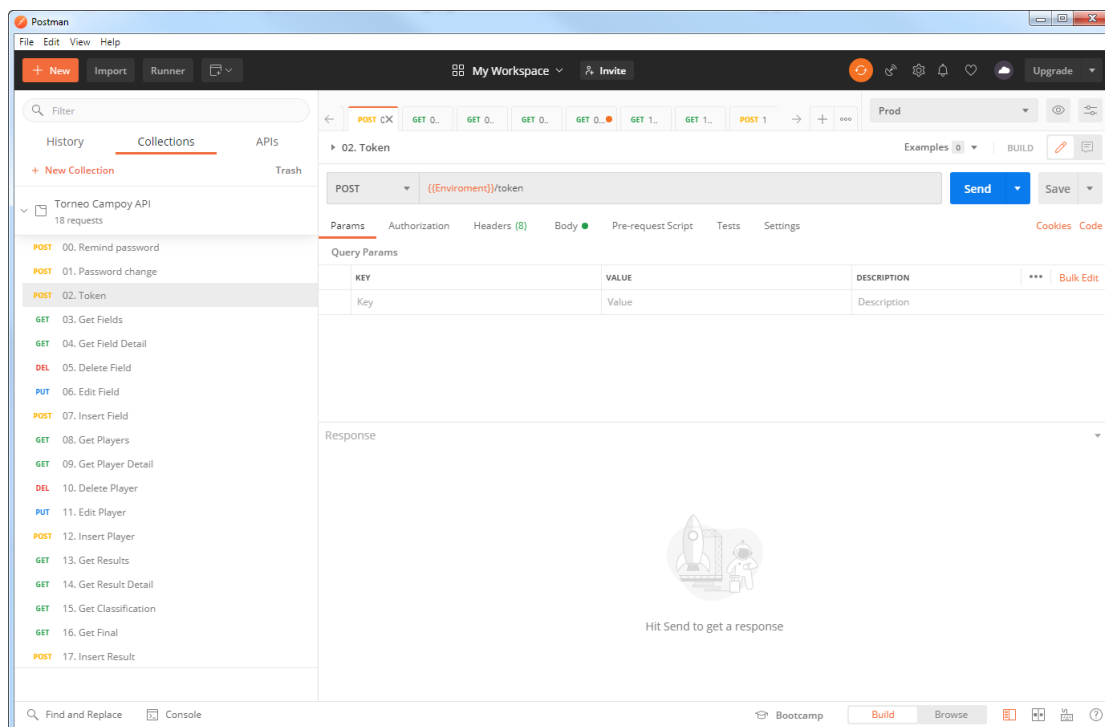 Postman
File Edit View Help
+ New Import Runner My Workspace Invite Upgrade
Filter
History Collections APIs
+ New Collection Trash
Torneo Campoy API
18 requests
POST 00. Remind password
POST 01. Password change
POST 02. Token
GET 03. Get Fields
GET 04. Get Field Detail
DEL 05. Delete Field
PUT 06. Edit Field
POST 07. Insert Field
GET 08. Get Players
GET 09. Get Player Detail
DEL 10. Delete Player
PUT 11. Edit Player
POST 12. Insert Player
GET 13. Get Results
GET 14. Get Result Detail
GET 15. Get Classification
GET 16. Get Final
POST 17. Insert Result
POST 0 GET 0.. GET 0.. GET 0.. GET 0... GET 1.. GET 1.. POST 1 Prod
02. Token Examples 0 BUILD
POST {{Enviroment}}/token Send Save
Params Authorization Headers (8) Body Pre-request Script Tests Settings Cookies Code
Query Params
KEY VALUE DESCRIPTION Bulk Edit
Key Value Description
Response
Hit Send to get a response
Find and Replace Console Bootcamp Build Browse